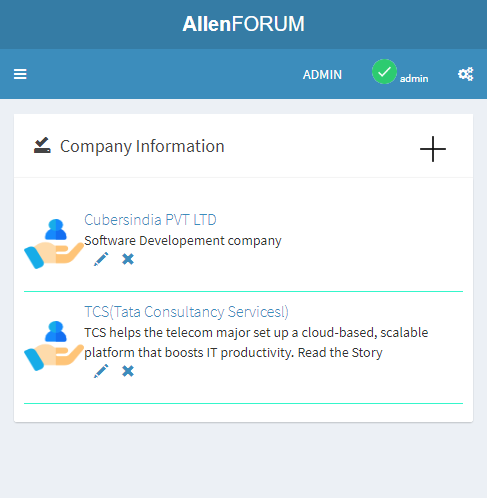 AllenFORUM
ADMIN
admin
Company Information
Cubersindia PVT LTD
Software Developement company
TCS(Tata Consultancy Servicesl)
TCS helps the telecom major set up a cloud-based, scalable
platform that boosts IT productivity. Read the Story